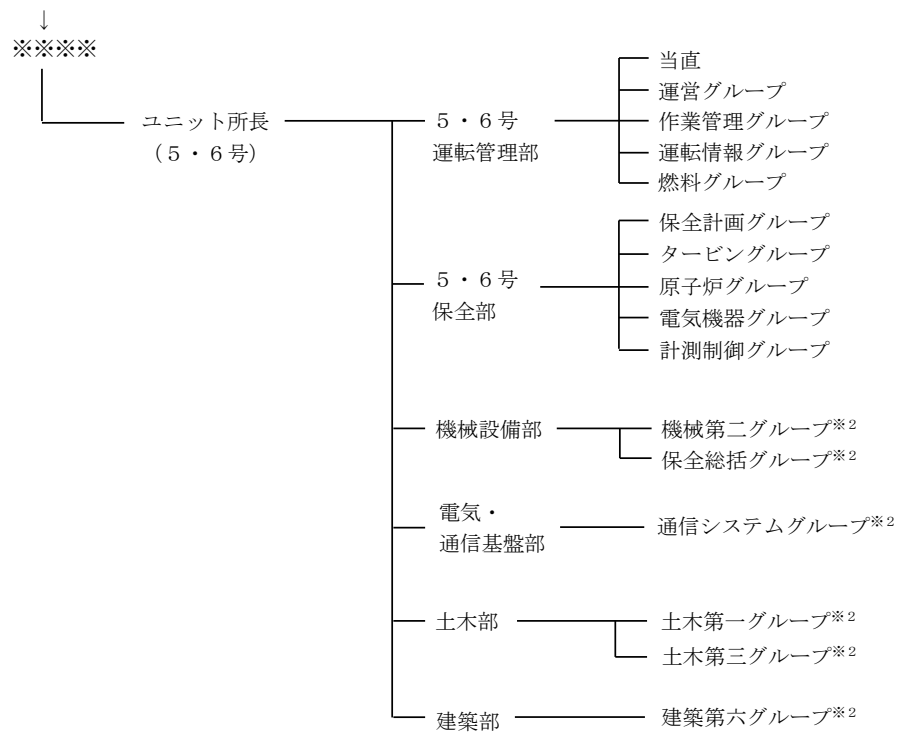 ↓
※※※※
ユニット所長
（５・６号）
５・６号
運転管理部
当直
運営グループ
作業管理グループ
運転情報グループ
燃料グループ
５・６号
保全部
保全計画グループ
タービングループ
原子炉グループ
電気機器グループ
計測制御グループ
機械設備部
機械第二グループ※２
保全総括グループ※２
電気・
通信基盤部
通信システムグループ※２
土木部
土木第一グループ※２
土木第三グループ※２
建築部
建築第六グループ※２